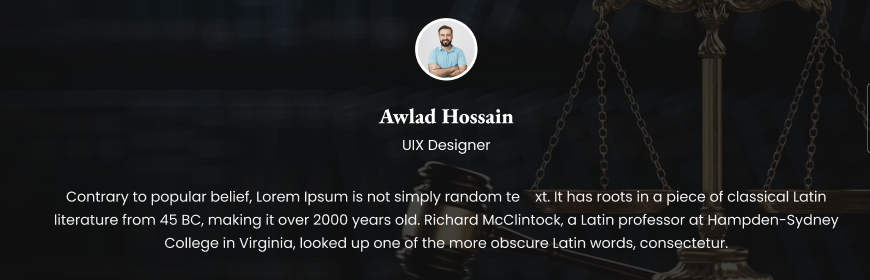 Awlad Hossain
UIX Designer
Contrary to popular belief, Lorem Ipsum is not simply random te xt. It has roots in a piece of classical Latin
literature from 45 BC, making it over 2000 years old. Richard McClintock, a Latin professor at Hampden-Sydney
College in Virginia, looked up one of the more obscure Latin words, consectetur.